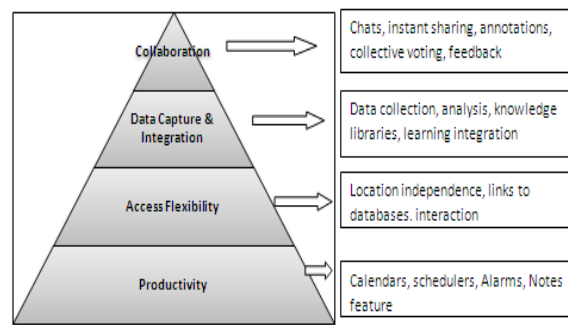 Collaboration
Chats, instant sharing, annotations,
collective voting, feedback
Data Capture &
Integration
Data collection, analysis, knowledge
libraries, learning integration
Access Flexibility
Location independence, links to
databases. interaction
Productivity
Calendars, schedulers, Alarms, Notes
feature